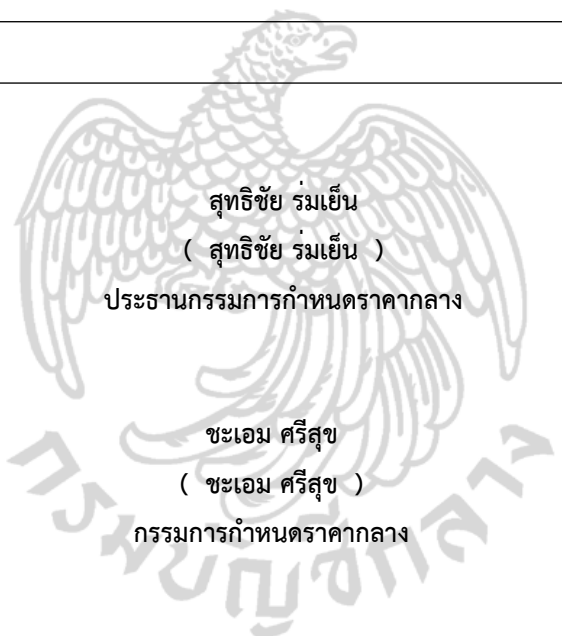 สุทธิชัย ร่มเย็น
( สุทธิชัย ร่มเย็น )
ประธานกรรมการกำหนดราคากลาง
ชะเอม ศรีสุข
( ชะเอม ศรีสุข )
กรรมการกำหนดราคากลาง
กรมบัญชีกลาง